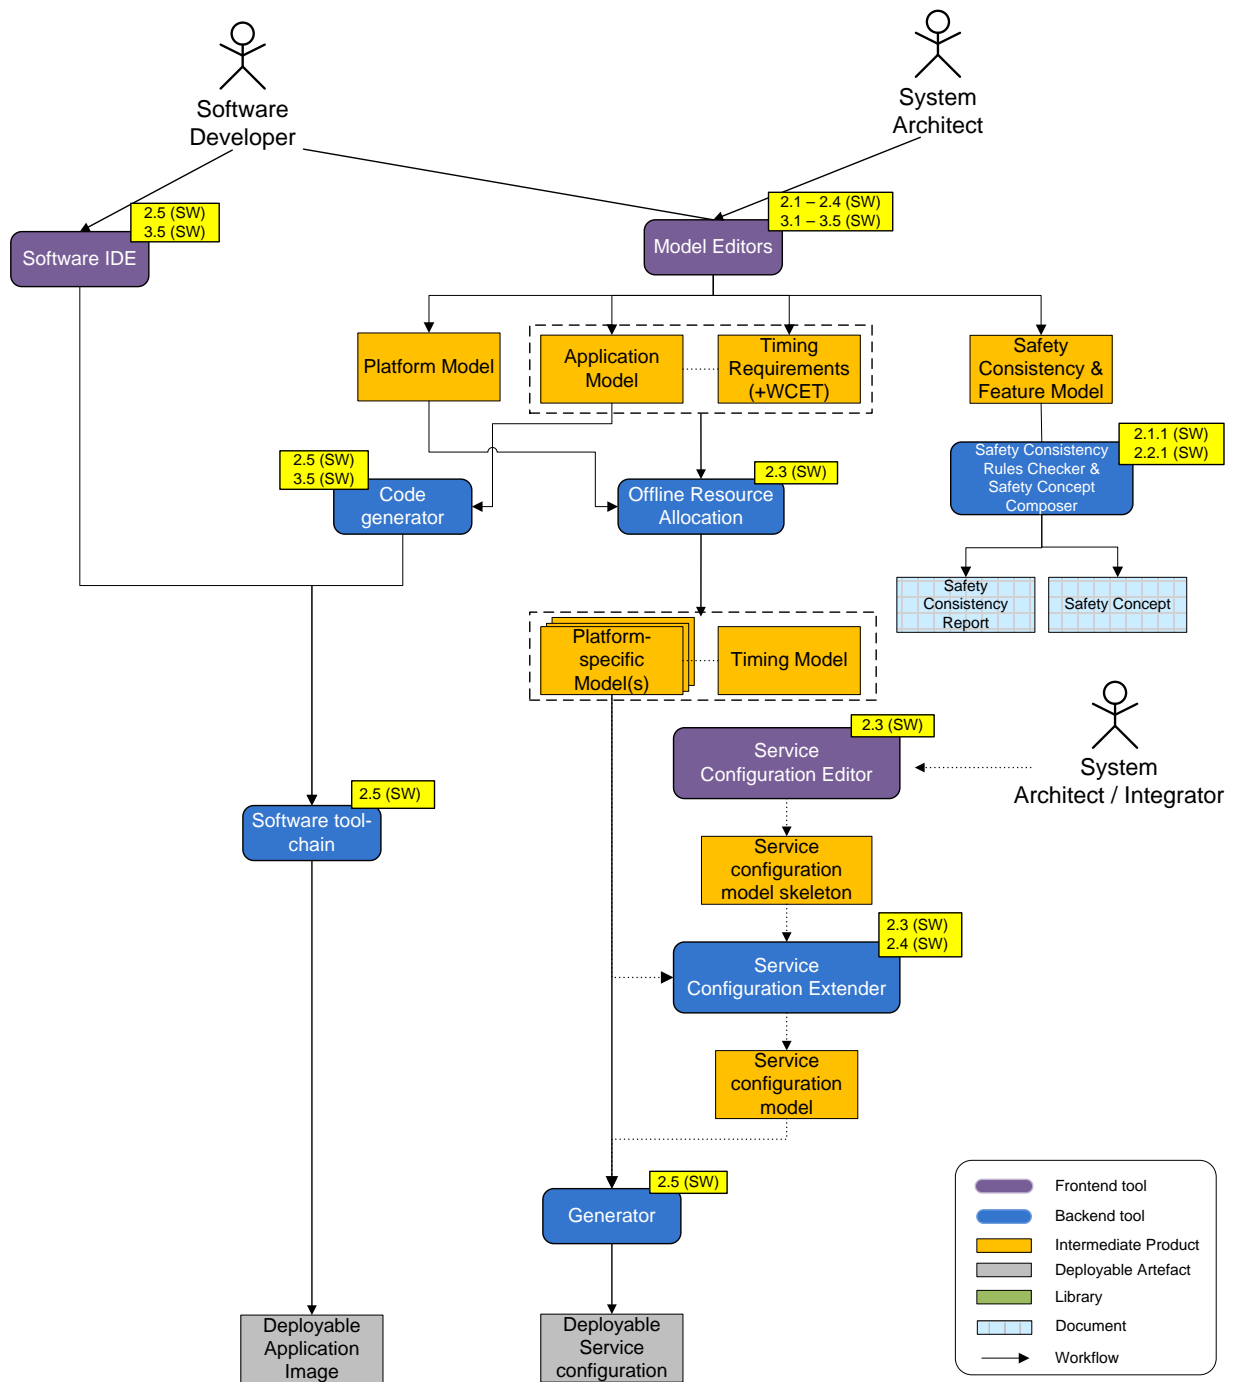 Software
Developer
System
Architect
2.5 (SW)
3.5 (SW)
Software IDE
2.1 – 2.4 (SW)
3.1 – 3.5 (SW)
Model Editors
Platform Model
Application
Model
Timing
Requirements
(+WCET)
Safety
Consistency &
Feature Model
2.5 (SW)
3.5 (SW)
Code
generator
2.3 (SW)
Offline Resource
Allocation
2.1.1 (SW)
2.2.1 (SW)
Safety Consistency
Rules Checker &
Safety Concept
Composer
Safety
Consistency
Report
Safety Concept
Platform-
specific
Model(s)
Timing Model
2.3 (SW)
Service
Configuration Editor
System
Architect / Integrator
2.5 (SW)
Software tool-
chain
Service
configuration
model skeleton
2.3 (SW)
2.4 (SW)
Service
Configuration Extender
Service
configuration
model
2.5 (SW)
Generator
Deployable
Application
Image
Deployable
Service
configuration
Frontend tool
Backend tool
Intermediate Product
Deployable Artefact
Library
Document
Workflow